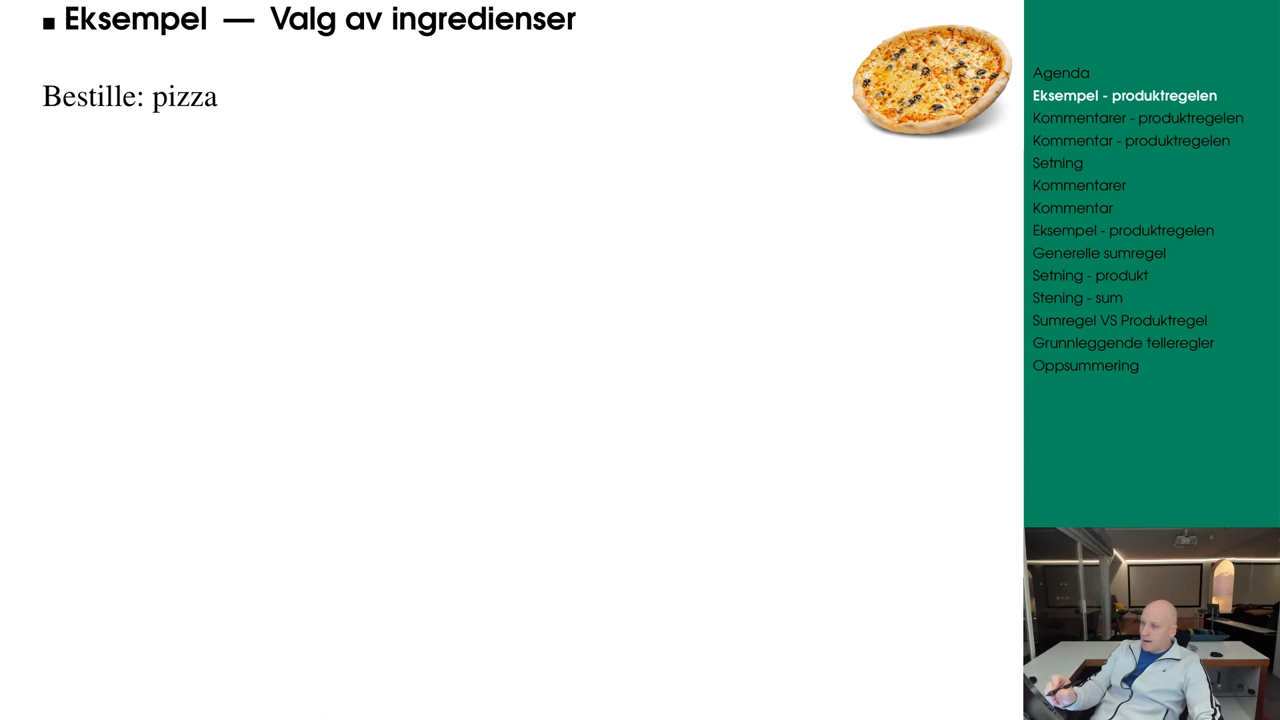 Eksempel — Valg av ingredienser
Bestille: pizza
Agenda
Eksempel - produktregelen
Kommentarer - produktregelen
Kommentar - produktregelen
Setning
Kommentarer
Kommentar
Eksempel - produktregelen
Generelle sumregel
Setning - produkt
Stening - sum
Sumregel VS Produktregel
Grunnleggende telleregler
Oppsummering